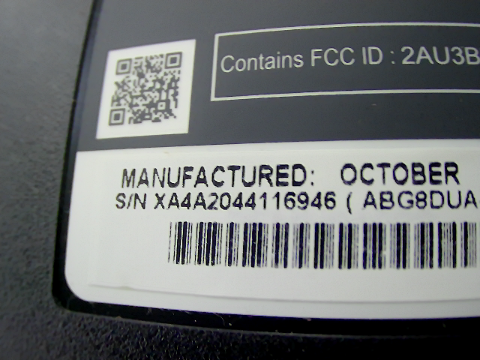 Contains FCC ID : 2AU3B
MANUFACTURED: OCTOBER
S/N XA4A2044116946 ( ABG8DUA